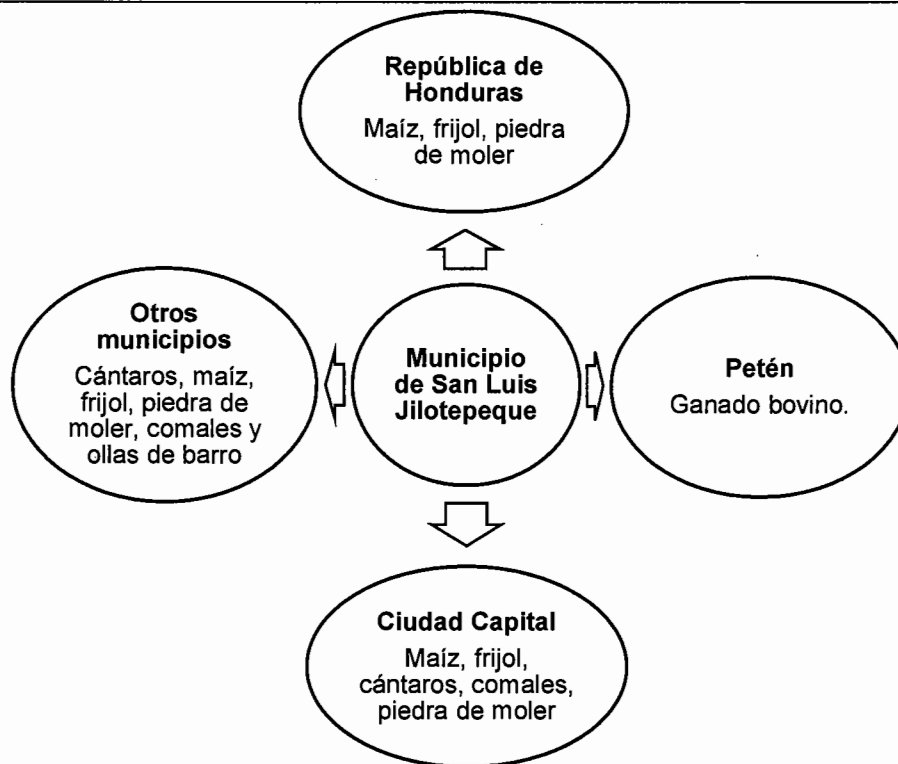 República de
Honduras
Maíz, frijol, piedra
de moler
Otros
municipios
Cántaros, maíz,
frijol, piedra de
moler, comales y
ollas de barro
Municipio
de San Luis
Jilotepeque
Petén
Ganado bovino.
Ciudad Capital
Maíz, frijol,
cántaros, comales,
piedra de moler